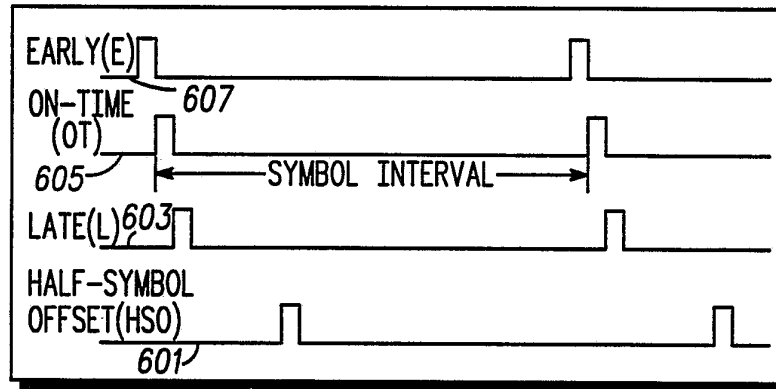 EARLY(E)
607
ON-TIME
(OT)
605
SYMBOL INTERVAL
LATE(L)
603
HALF-SYMBOL
OFFSET(HSO)
601